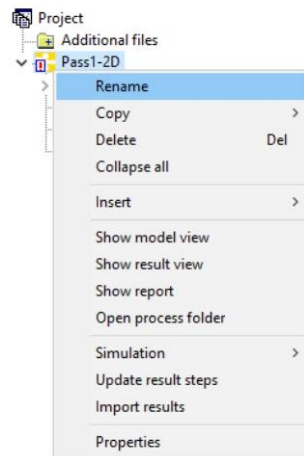 Project
Additional files
Pass1-2D
Rename
Copy
Delete Del
Collapse all
Insert
Show model view
Show result view
Show report
Open process folder
Simulation
Update result steps
Import results
Properties